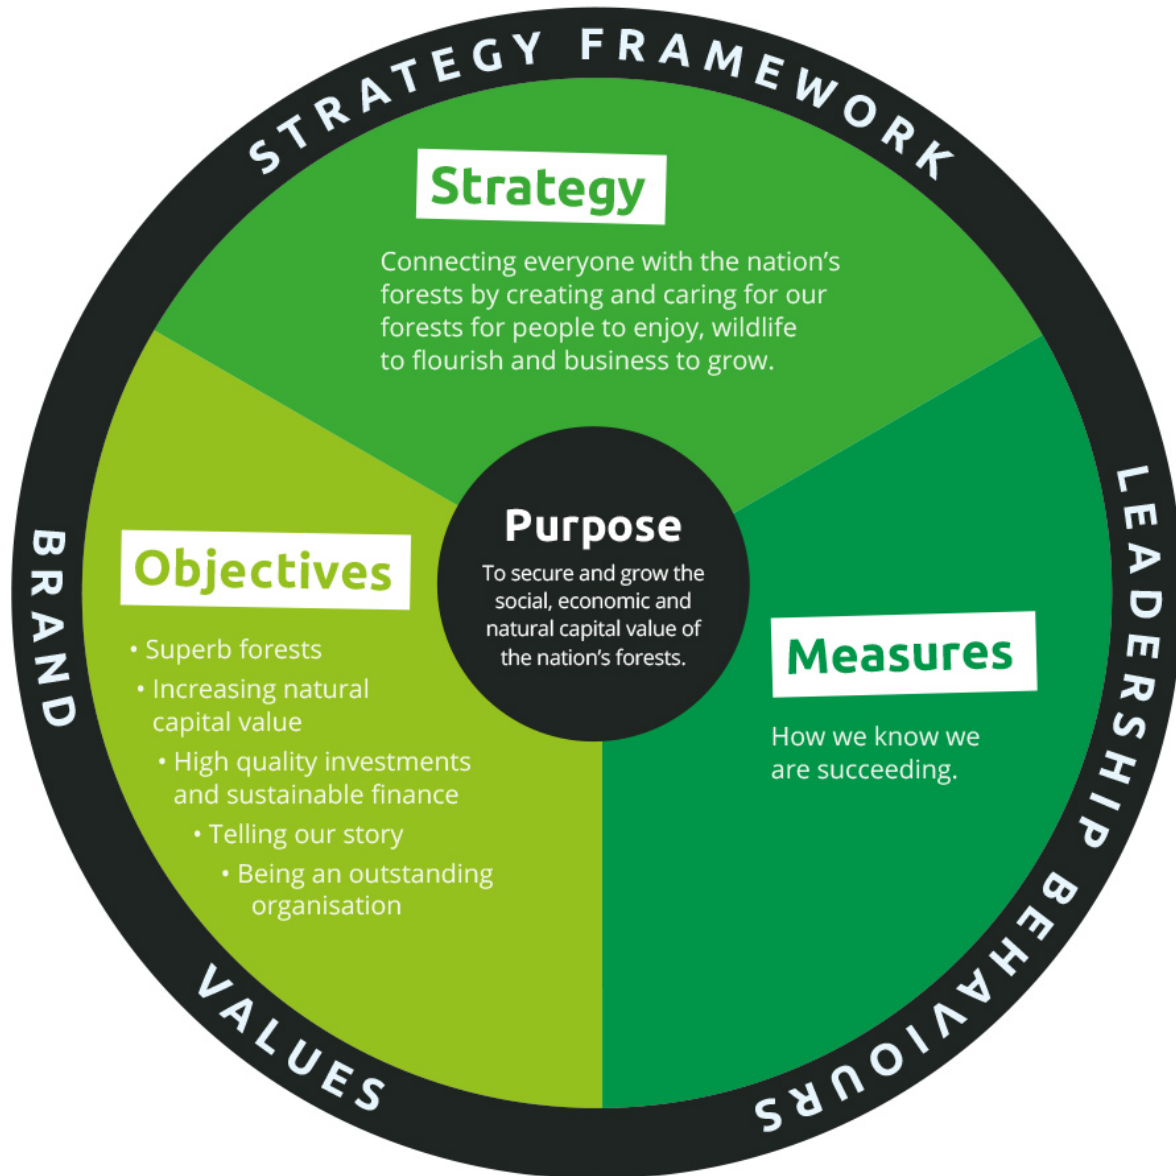 STRATEGY FRAMEWORK
Strategy
Connecting everyone with the nation’s
forests by creating and caring for our
forests for people to enjoy, wildlife
to flourish and business to grow.
Purpose
To secure and grow the
social, economic and
natural capital value of
the nation’s forests.
Objectives
• Superb forests
• Increasing natural
capital value
• High quality investments
and sustainable finance
• Telling our story
• Being an outstanding
organisation
Measures
How we know we
are succeeding.
LEADERSHIP BEHAVIOURS
VALUES
BRAND